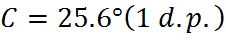 C = 25.6°(1 d.p.)